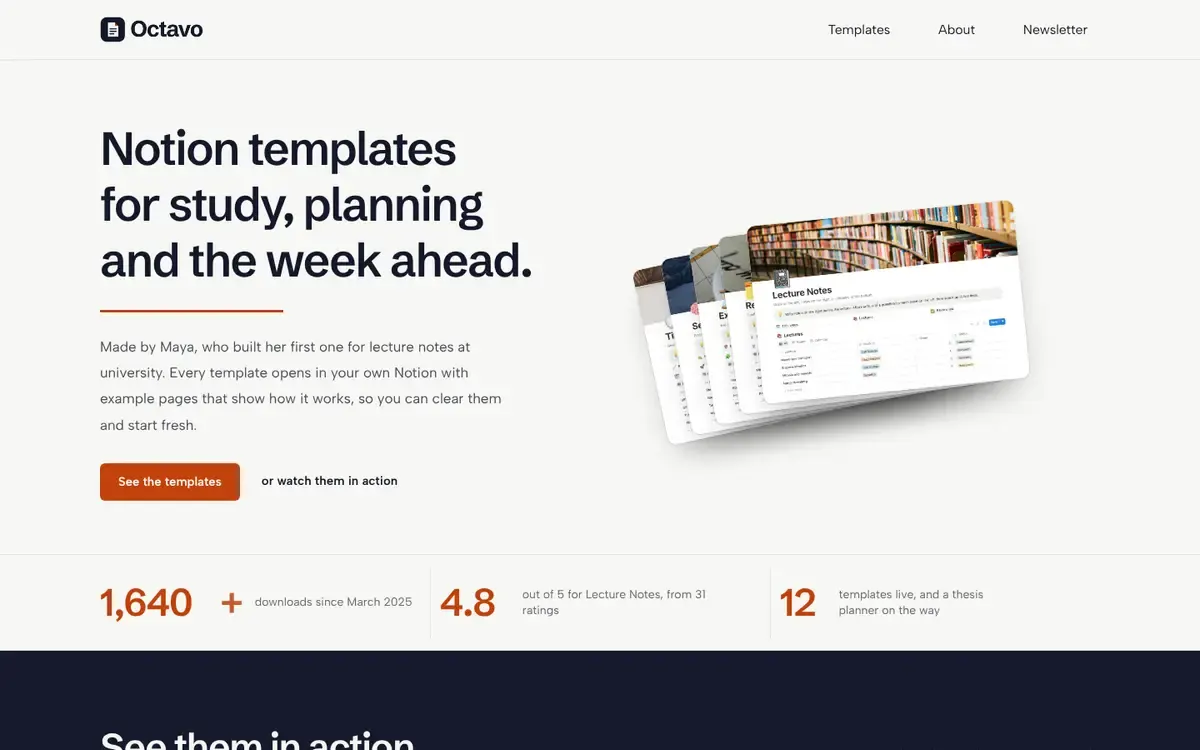 Octavo
Templates
About
Newsletter
Notion templates
for study, planning
and the week ahead.
Made by Maya, who built her first one for lecture notes at
university. Every template opens in your own Notion with
example pages that show how it works, so you can clear them
and start fresh.
See the templates
or watch them in action
Lecture Notes
1,640 + downloads since March 2025
4.8
out of 5 for Lecture Notes, from 31
ratings
12
templates live, and a thesis
planner on the way
See them in action